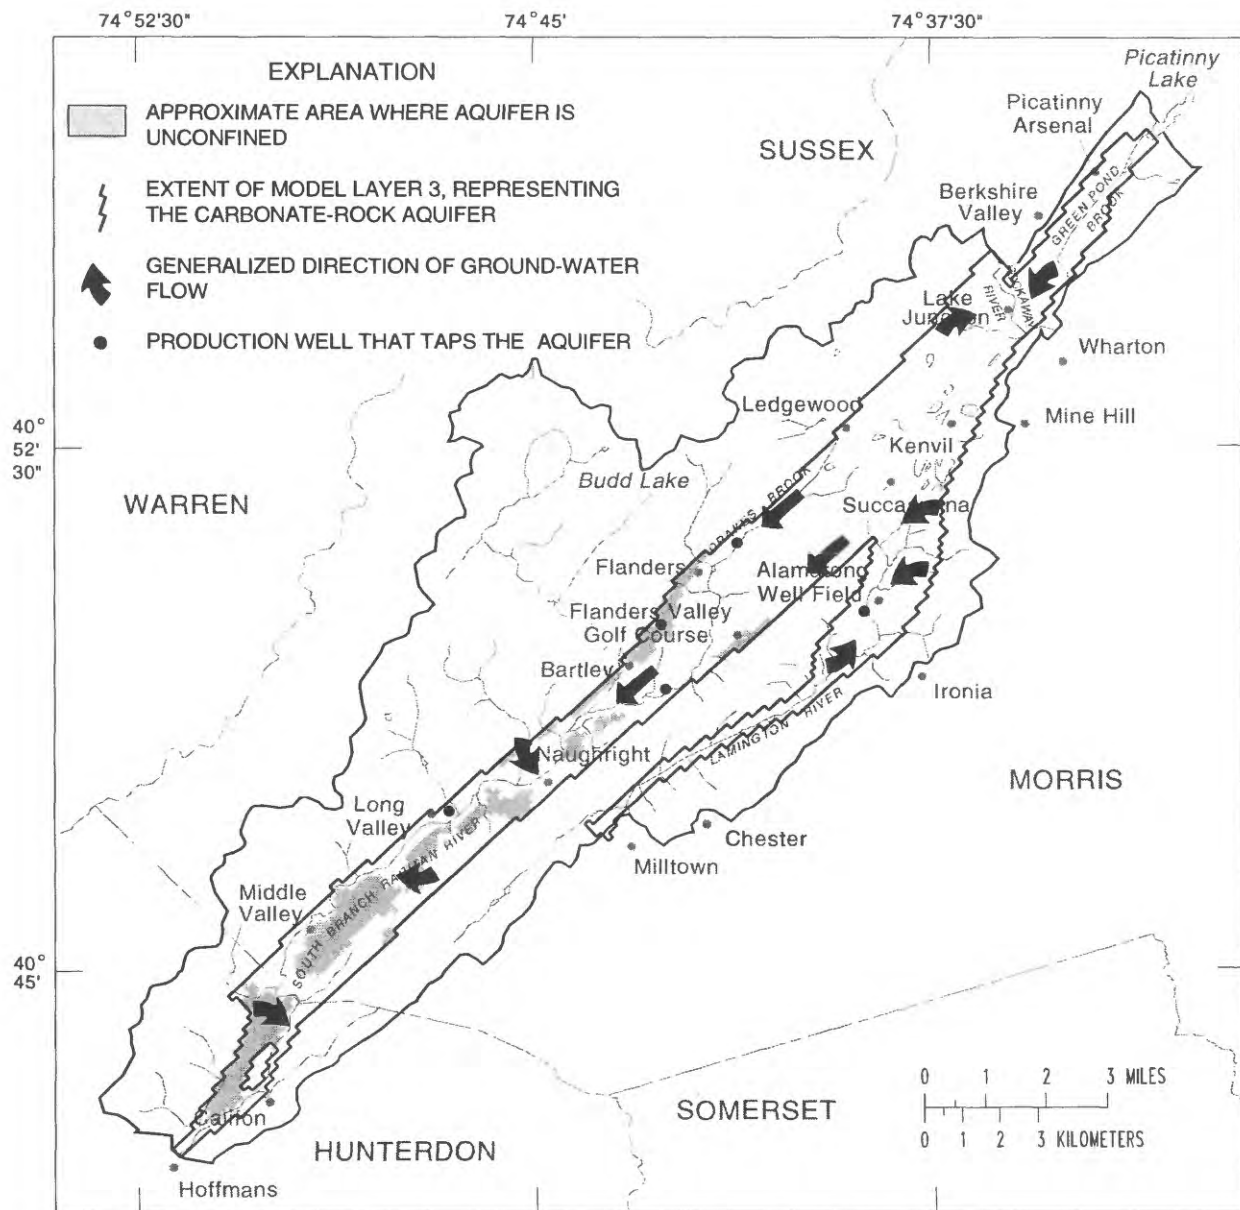 74°52'30"
74°45'
74°37'30"
EXPLANATION
APPROXIMATE AREA WHERE AQUIFER IS
UNCONFINED
EXTENT OF MODEL LAYER 3, REPRESENTING
THE CARBONATE-ROCK AQUIFER
GENERALIZED DIRECTION OF GROUND-WATER
FLOW
PRODUCTION WELL THAT TAPS THE AQUIFER
Picatinny
Lake
Picatinny
Arsenal
SUSSEX
Berkshire
Valley
GREEN POND
BROOK
ROCKAWAY
RIVER
Lake
Junction
Wharton
Ledgewood
Mine Hill
40°
52'
30"
Kenvil
Budd Lake
WARREN
DRAKES BROOK
Succasunna
Flanders
Alamatong
Well Field
Flanders Valley
Golf Course
Bartley
Ironia
LAMINGTON RIVER
Naughright
MORRIS
Long
Valley
SOUTH BRANCH RARITAN RIVER
Chester
Milltown
Middle
Valley
40°
45'
0 1 2 3 MILES
0 1 2 3 KILOMETERS
SOMERSET
Califon
HUNTERDON
Hoffmans